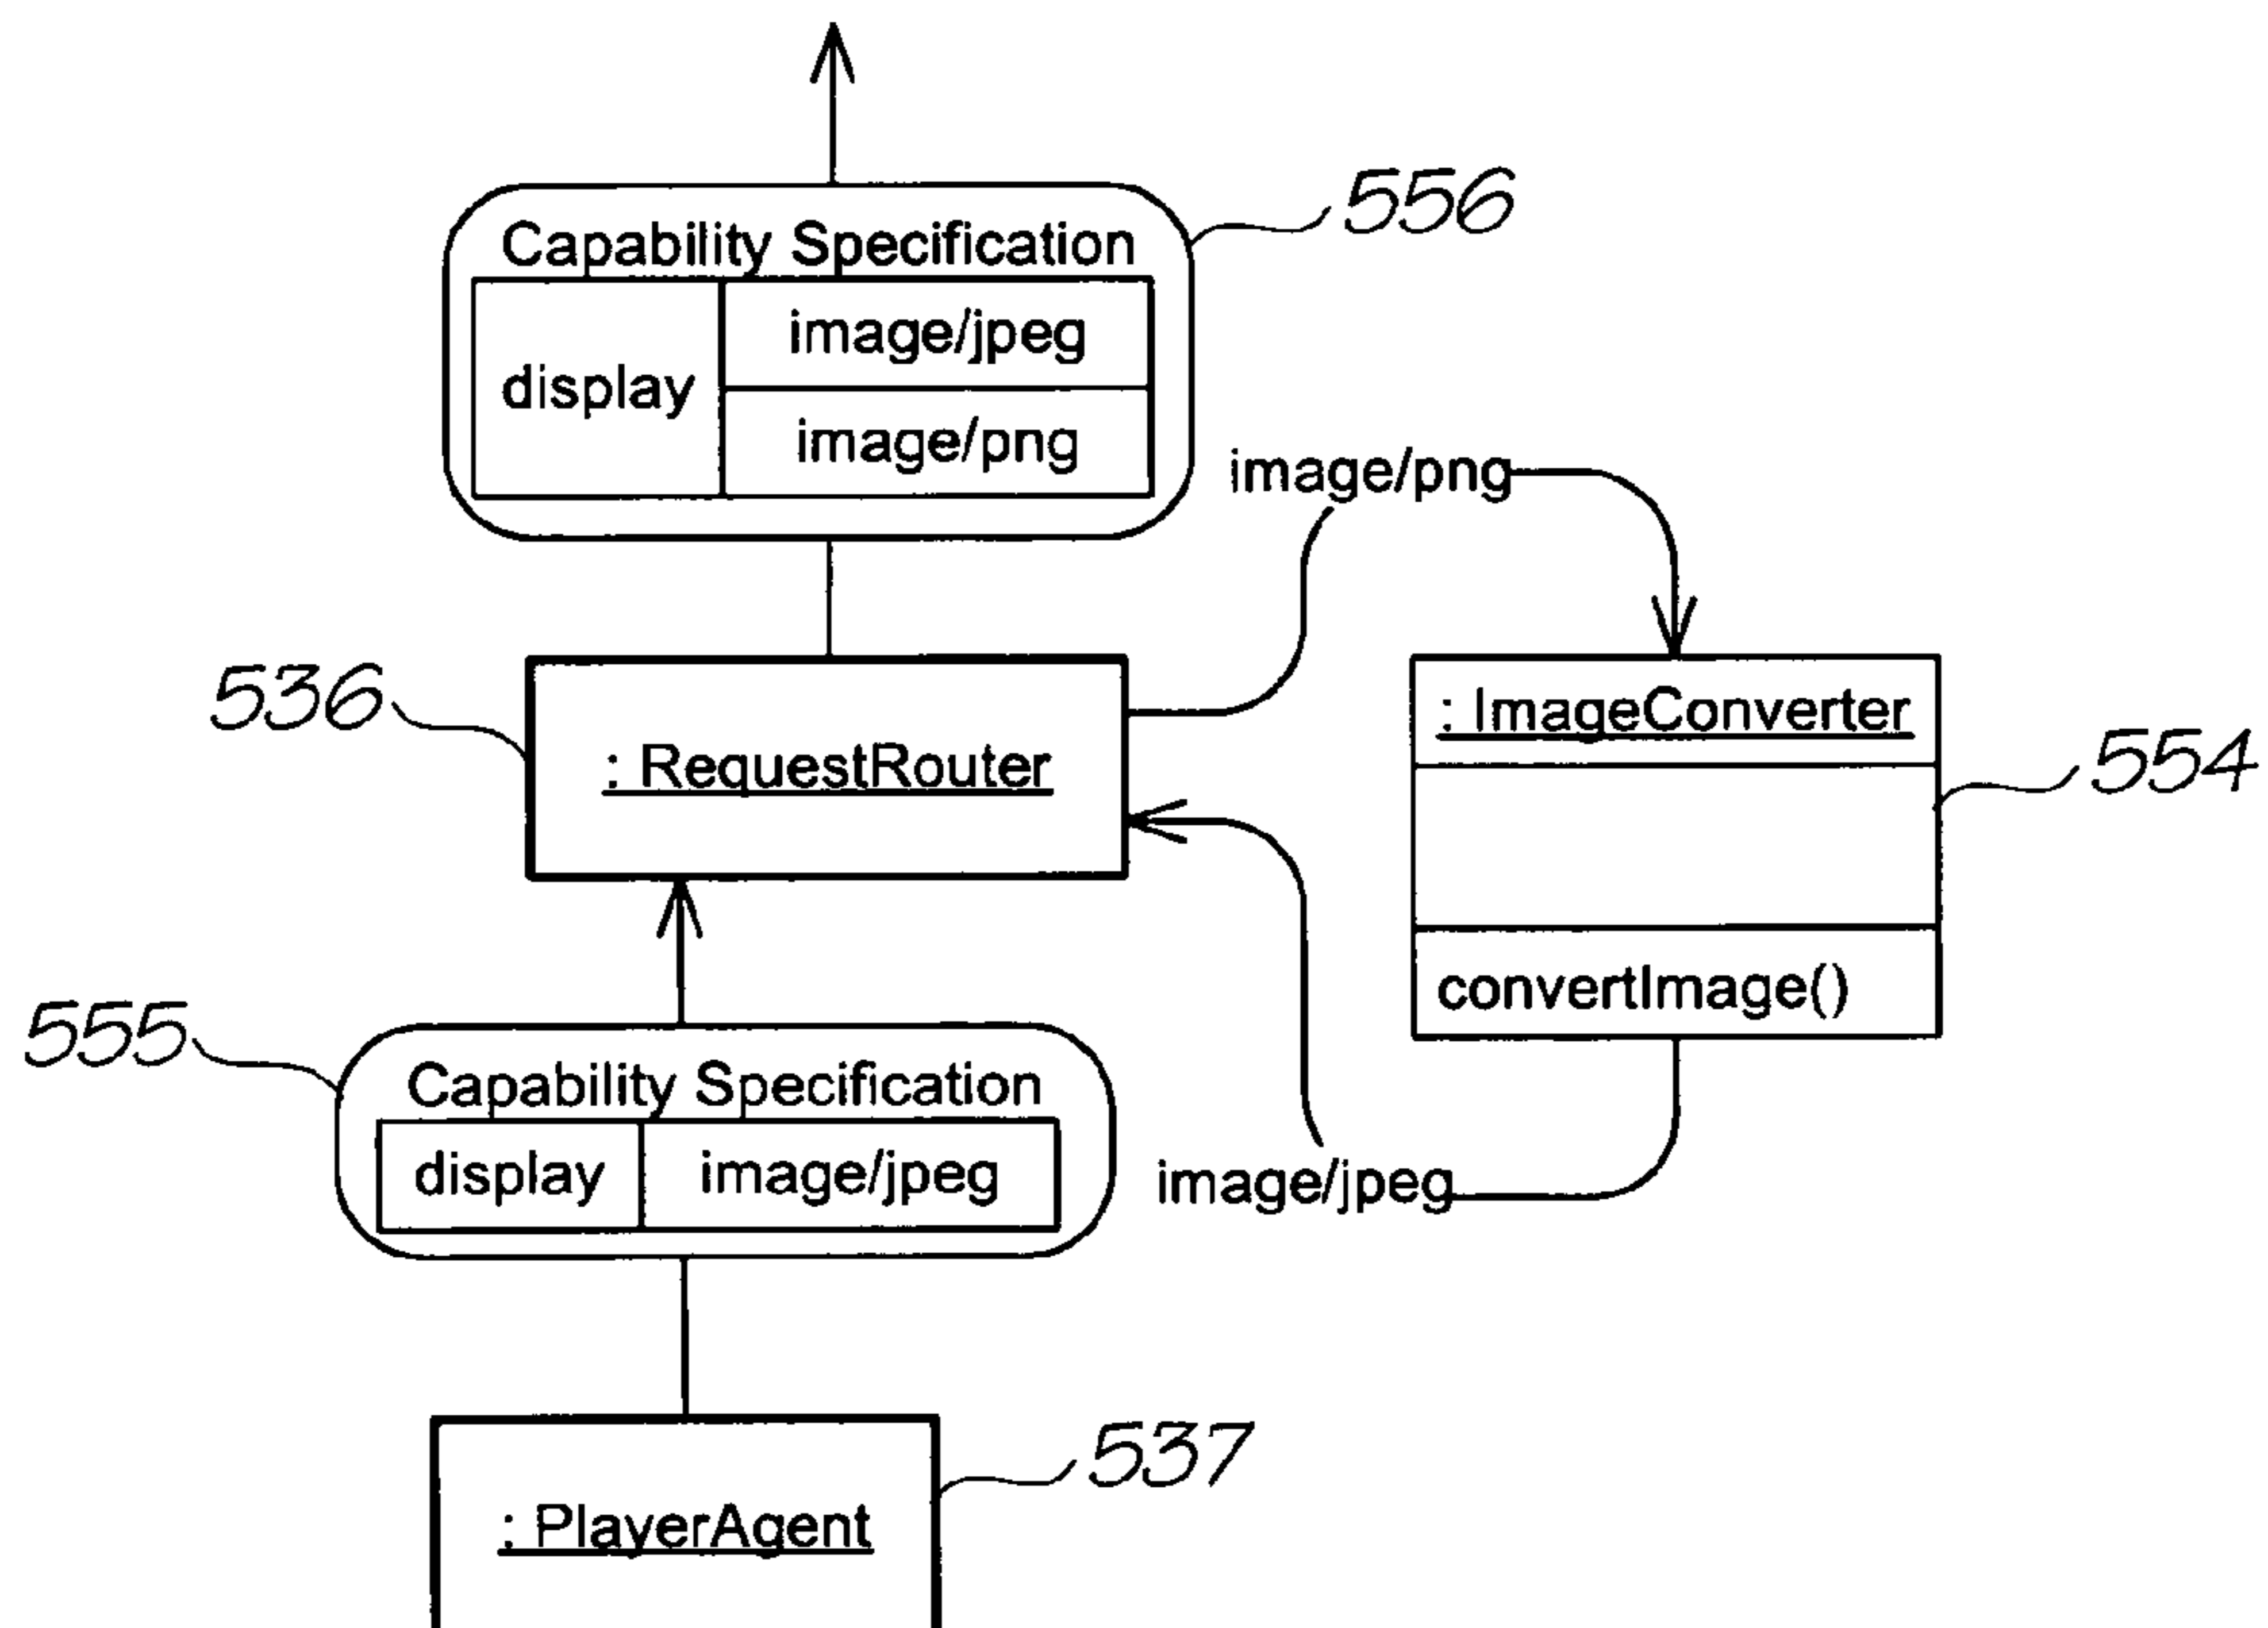 556
Capability Specification
display
image/jpeg
image/png
image/png
536
: RequestRouter
: ImageConverter
554
convertImage()
555
Capability Specification
display
image/jpeg
image/jpeg
537
: PlayerAgent